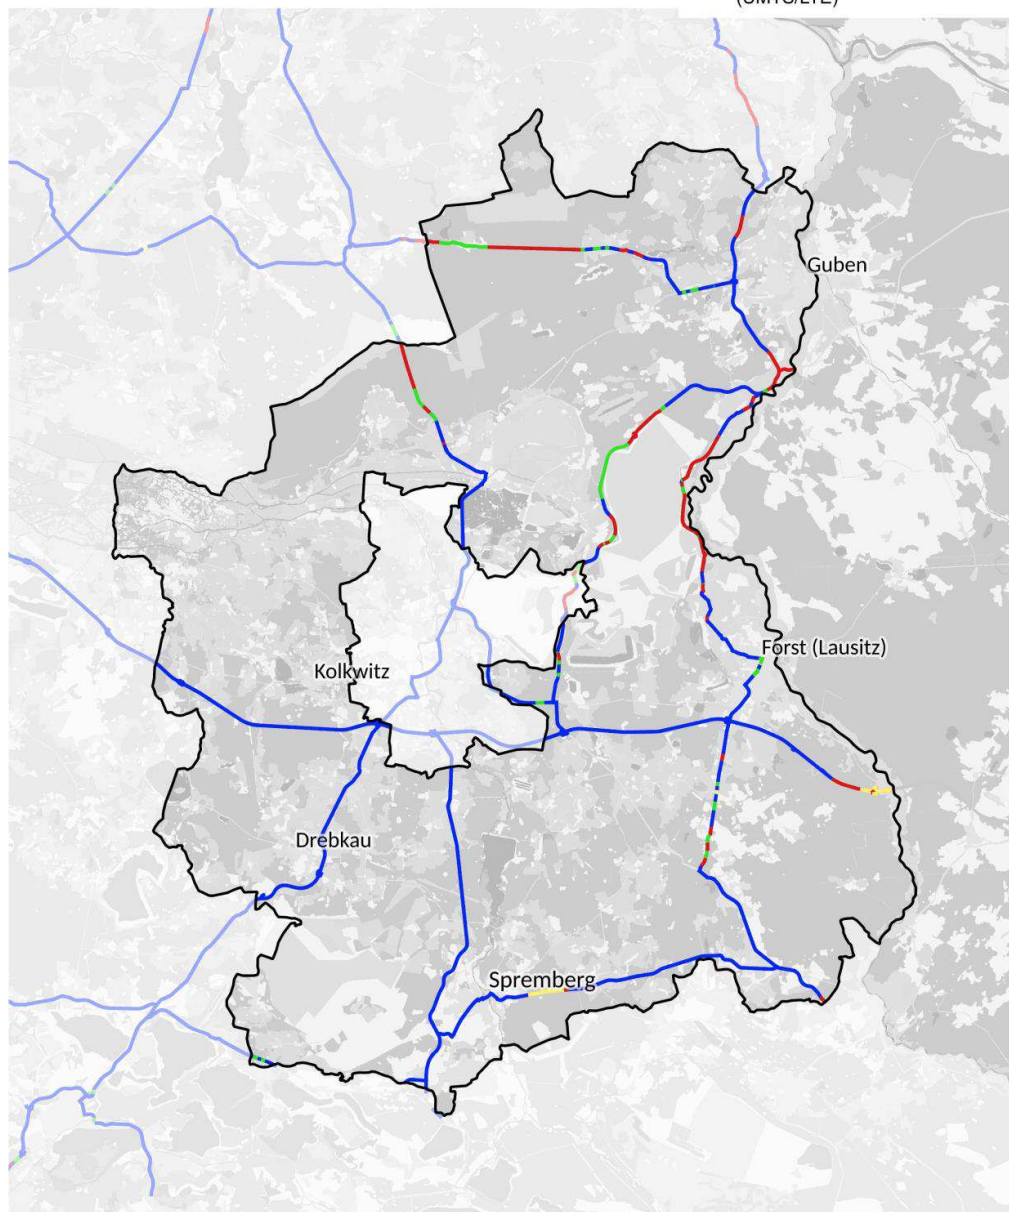 (UMTS/LTE)
Guben
Forst (Lausitz)
Kolkwitz
Drebkau
Spremberg